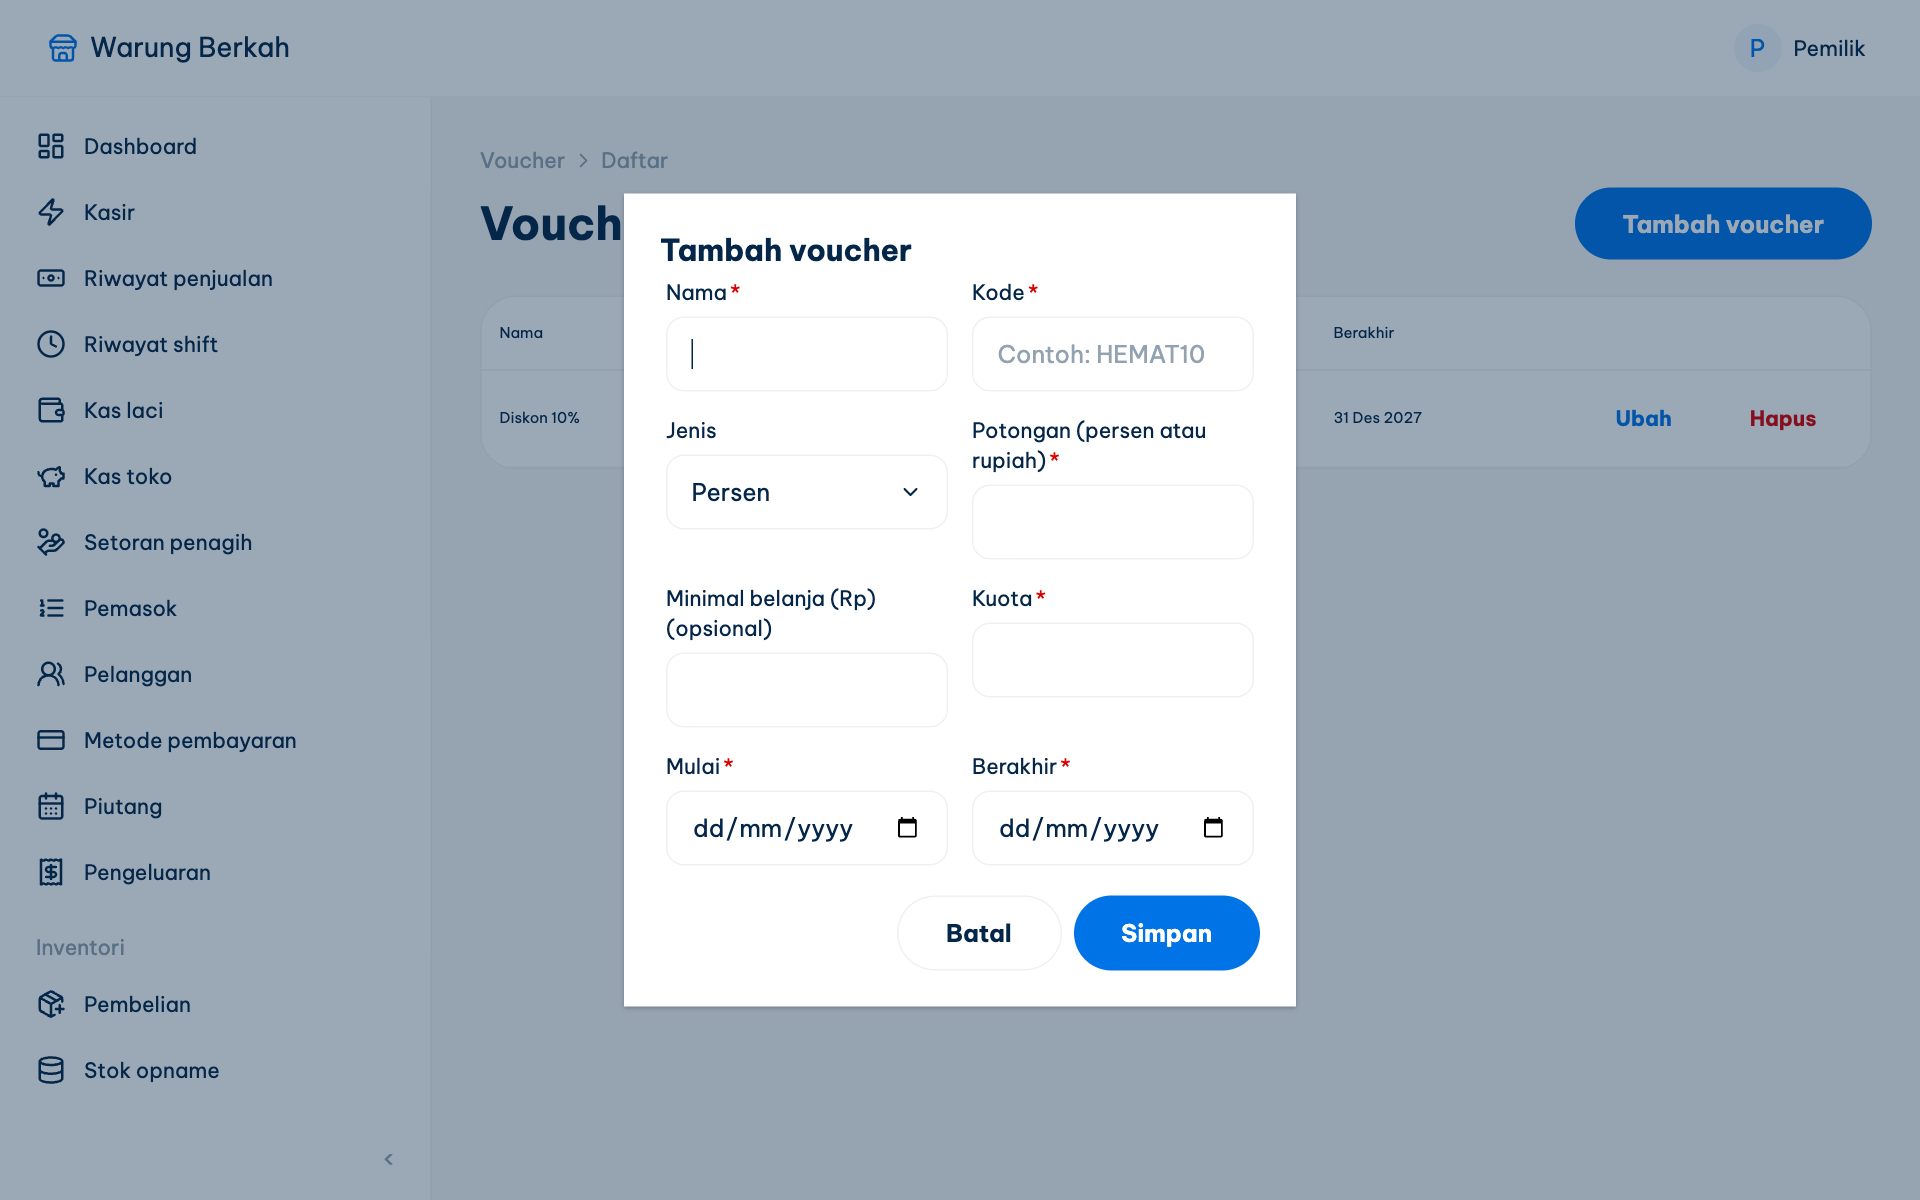 Warung Berkah
P Pemilik
Dashboard
Kasir
Riwayat penjualan
Riwayat shift
Kas laci
Kas toko
Setoran penagih
Pemasok
Pelanggan
Metode pembayaran
Piutang
Pengeluaran
Inventori
Pembelian
Stok opname
Voucher > Daftar
Vouch
Tambah voucher
Nama
Berakhir
Diskon 10%
31 Des 2027
Ubah
Hapus
Tambah voucher
Nama*
Kode*
Contoh: HEMAT10
Jenis
Persen
Potongan (persen atau
rupiah)*
Minimal belanja (Rp)
(opsional)
Kuota*
Mulai*
dd/mm/yyyy
Berakhir*
dd/mm/yyyy
Batal
Simpan